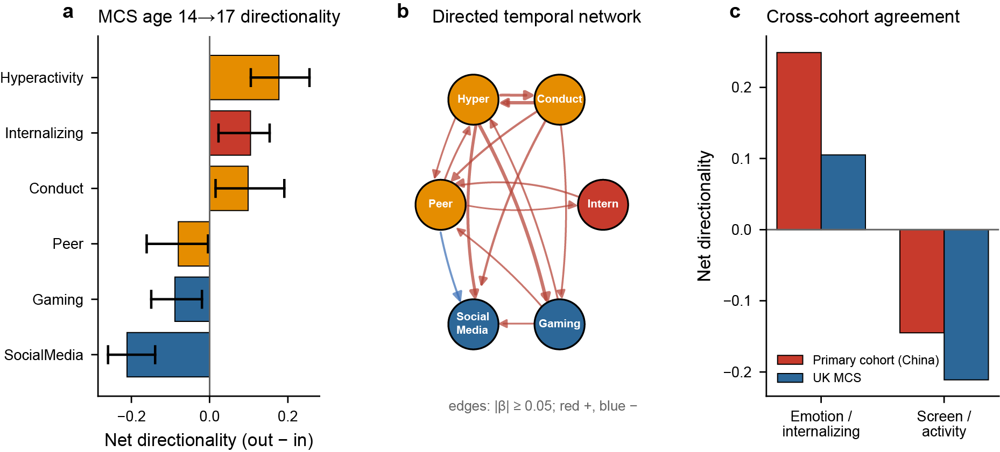 a MCS age 14→17 directionality
Hyperactivity
Internalizing
Conduct
Peer
Gaming
SocialMedia
−0.2 0.0 0.2
Net directionality (out − in)
b Directed temporal network
Hyper
Conduct
Peer
Intern
Social
Media
Gaming
edges: |β| ≥ 0.05; red +, blue −
c Cross-cohort agreement
Net directionality
0.2
0.1
0.0
−0.1
−0.2
Primary cohort (China)
UK MCS
Emotion /
internalizing
Screen /
activity